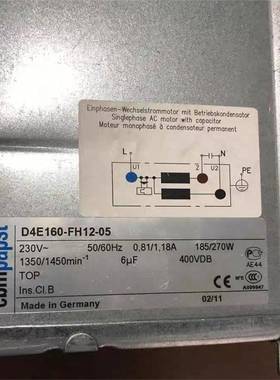 Einphasen-Wechselstrommotor mit Betriebskondensator
Singlephase AC motor with capacitor
Moteur monophasé à condensateur permanent
L
N
U1
Z
U2
PE
ebmpapst
D4E160-FH12-05
230V~ 50/60Hz 0,81/1,18A 185/270W
1350/1450min⁻¹ 6µF 400VDB
TOP
Ins.Cl.B
AE44
Made in Germany
02/11